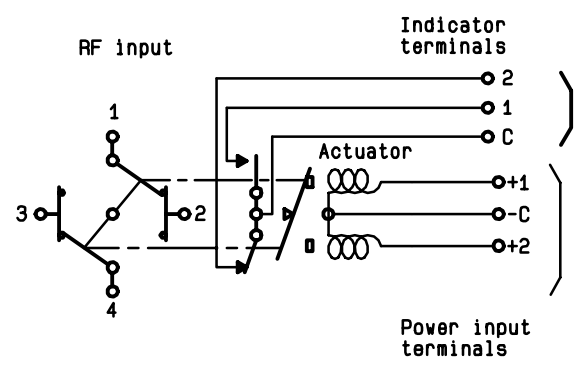 Indicator
terminals
RF input
2
1
1
C
Actuator
+1
3
2
-C
+2
4
Power input
terminals